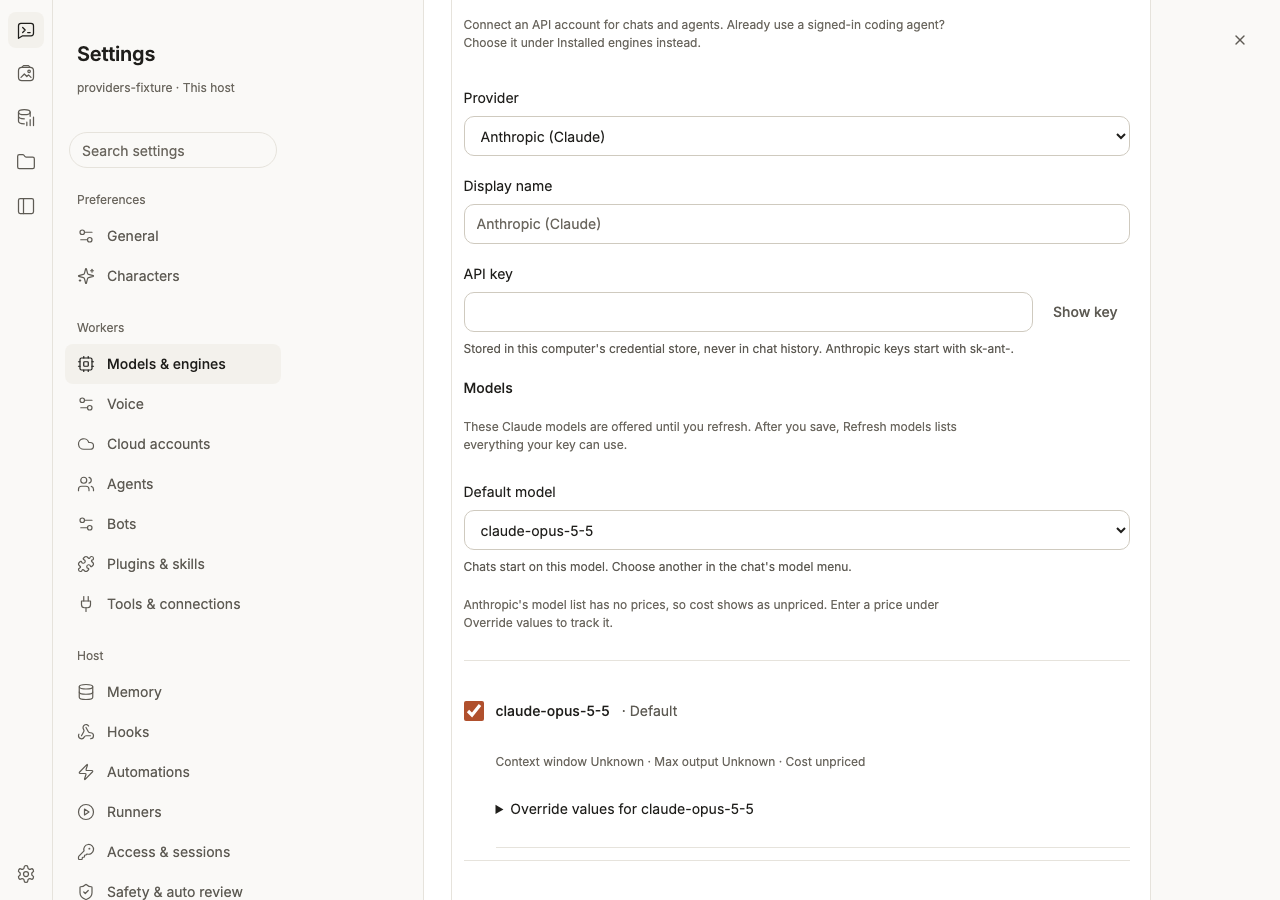 Settings
providers-fixture · This host
Search settings
Preferences
General
Characters
Workers
Models & engines
Voice
Cloud accounts
Agents
Bots
Plugins & skills
Tools & connections
Host
Memory
Hooks
Automations
Runners
Access & sessions
Safety & auto review
Connect an API account for chats and agents. Already use a signed-in coding agent?
Choose it under Installed engines instead.
Provider
Anthropic (Claude)
Display name
Anthropic (Claude)
API key
Show key
Stored in this computer's credential store, never in chat history. Anthropic keys start with sk-ant-.
Models
These Claude models are offered until you refresh. After you save, Refresh models lists
everything your key can use.
Default model
claude-opus-5-5
Chats start on this model. Choose another in the chat's model menu.
Anthropic's model list has no prices, so cost shows as unpriced. Enter a price under
Override values to track it.
claude-opus-5-5 · Default
Context window Unknown · Max output Unknown · Cost unpriced
Override values for claude-opus-5-5